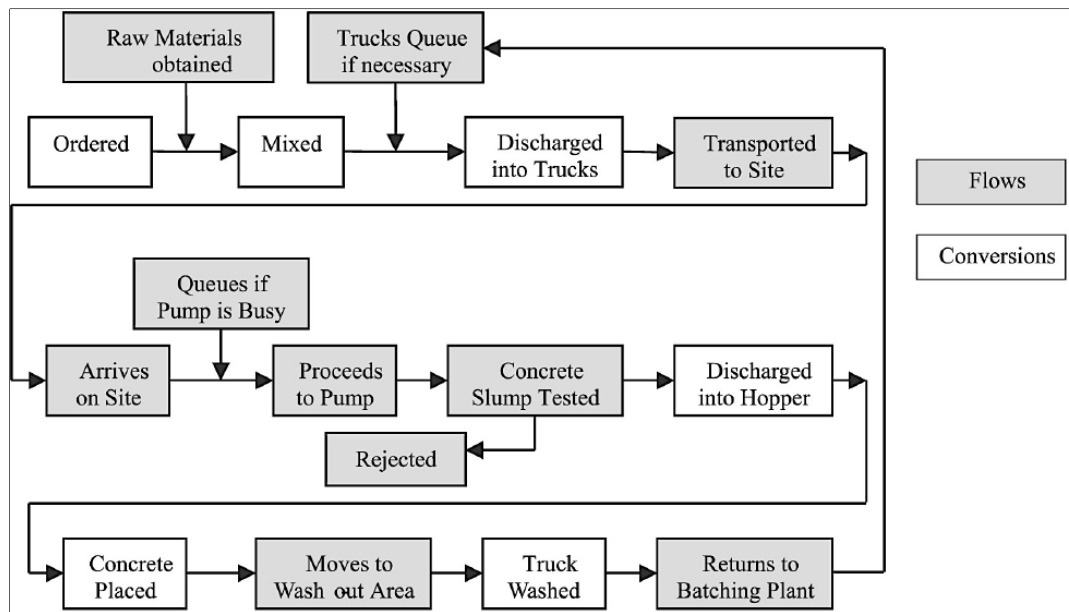 Raw Materials
obtained
Trucks Queue
if necessary
Ordered
Mixed
Discharged
into Trucks
Transported
to Site
Flows
Conversions
Queues if
Pump is Busy
Arrives
on Site
Proceeds
to Pump
Concrete
Slump Tested
Discharged
into Hopper
Rejected
Concrete
Placed
Moves to
Wash out Area
Truck
Washed
Returns to
Batching Plant